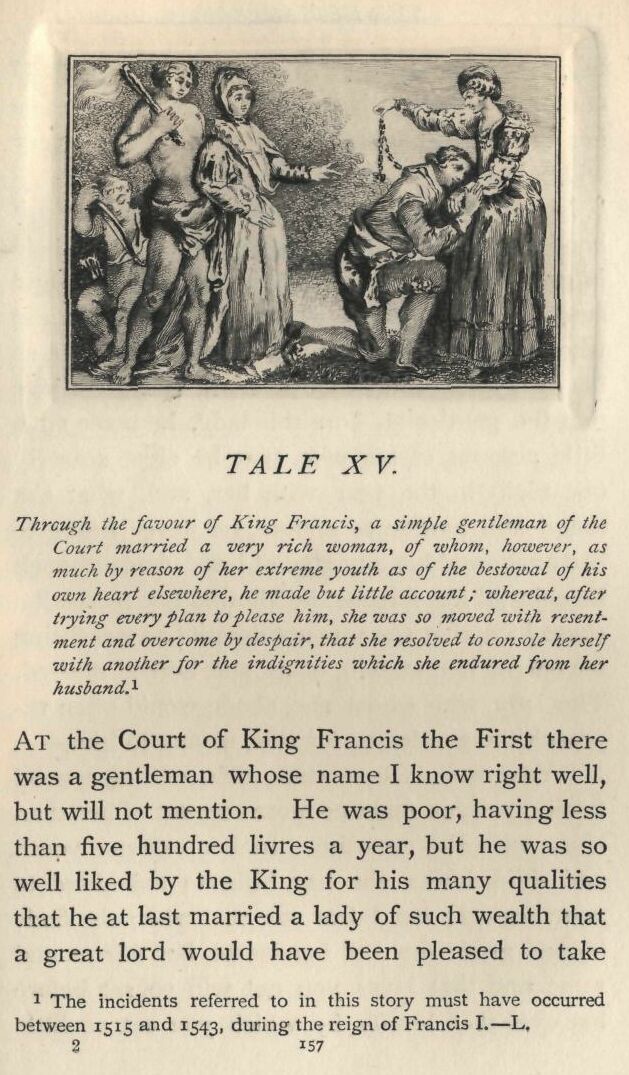 TALE XV.
Through the favour of King Francis, a simple gentleman of the
Court married a very rich woman, of whom, however, as
much by reason of her extreme youth as of the bestowal of his
own heart elsewhere, he made but little account; whereat, after
trying every plan to please him, she was so moved with resent-
ment and overcome by despair, that she resolved to console herself
with another for the indignities which she endured from her
husband.¹
AT the Court of King Francis the First there
was a gentleman whose name I know right well,
but will not mention. He was poor, having less
than five hundred livres a year, but he was so
well liked by the King for his many qualities
that he at last married a lady of such wealth that
a great lord would have been pleased to take
¹ The incidents referred to in this story must have occurred
between 1515 and 1543, during the reign of Francis I.—L.
2 157